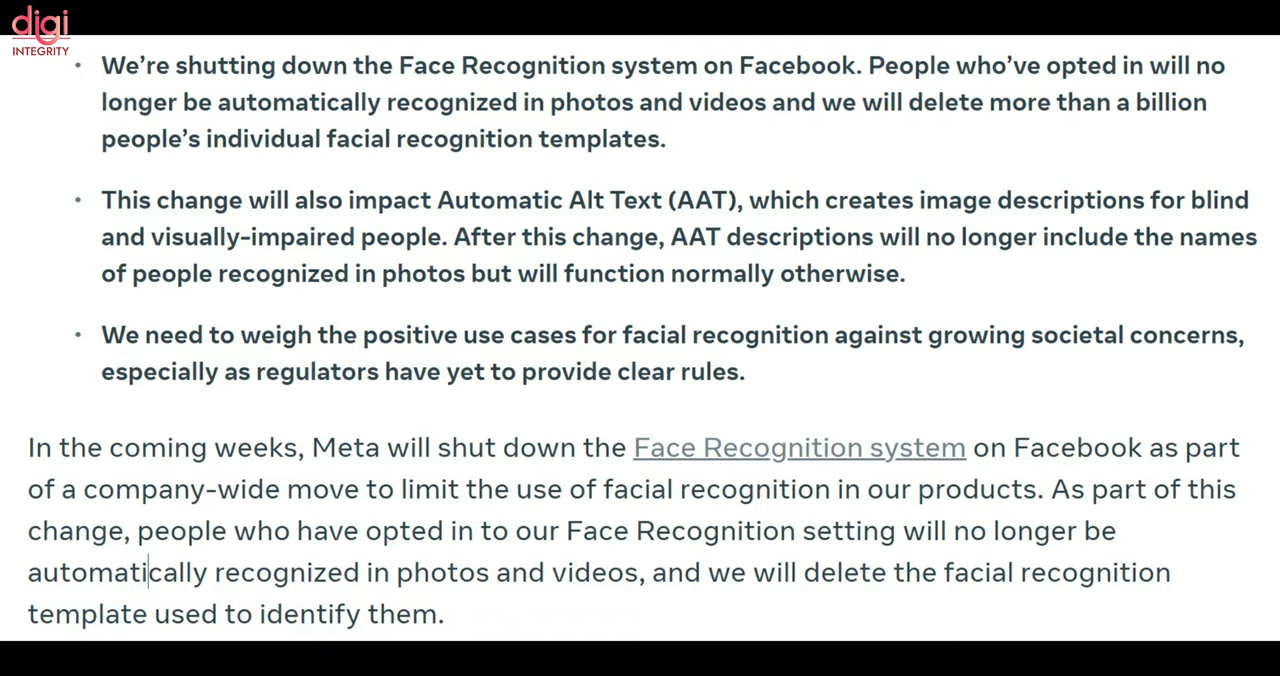 digi
INTEGRITY
• We’re shutting down the Face Recognition system on Facebook. People who’ve opted in will no
longer be automatically recognized in photos and videos and we will delete more than a billion
people’s individual facial recognition templates.
• This change will also impact Automatic Alt Text (AAT), which creates image descriptions for blind
and visually-impaired people. After this change, AAT descriptions will no longer include the names
of people recognized in photos but will function normally otherwise.
• We need to weigh the positive use cases for facial recognition against growing societal concerns,
especially as regulators have yet to provide clear rules.
In the coming weeks, Meta will shut down the Face Recognition system on Facebook as part
of a company-wide move to limit the use of facial recognition in our products. As part of this
change, people who have opted in to our Face Recognition setting will no longer be
automatically recognized in photos and videos, and we will delete the facial recognition
template used to identify them.